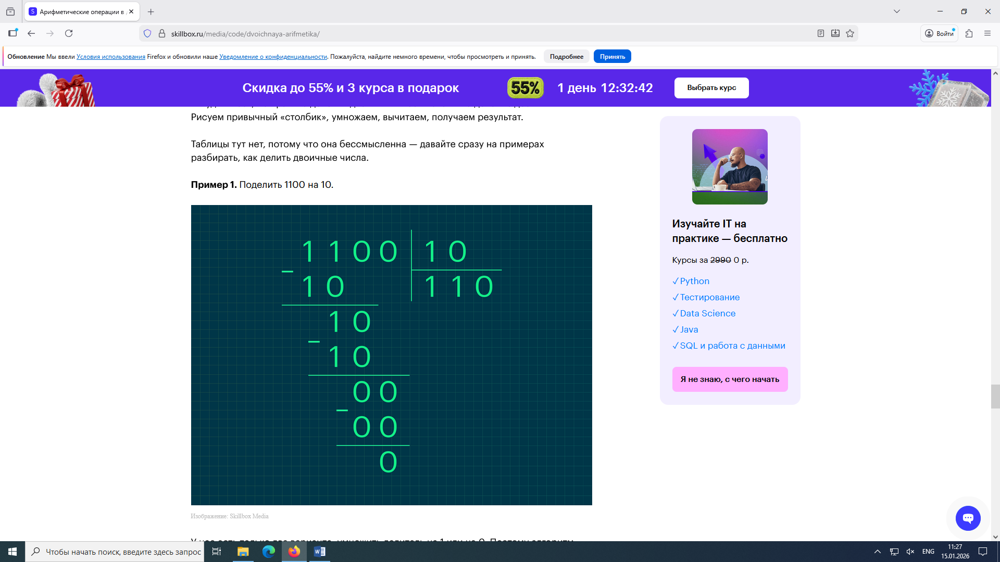 Арифметические операции в
skillbox.ru/media/code/dvoichnaya-arifmetika/
Войти
Обновление Мы ввели Условия использования Firefox и обновили наше Уведомление о конфиденциальности. Пожалуйста, найдите немного времени, чтобы просмотреть и принять.
Подробнее
Принять
Скидка до 55% и 3 курса в подарок
55%
1 день 12:32:42
Выбрать курс
Рисуем привычный «столбик», умножаем, вычитаем, получаем результат.
Таблицы тут нет, потому что она бессмысленна — давайте сразу на примерах
разбирать, как делить двоичные числа.
Пример 1. Поделить 1100 на 10.
1100 10
– 10 110
10
– 10
00
– 00
0
Изображение: Skillbox Media
Изучайте IT на
практике — бесплатно
Курсы за 2990 0 р.
✓ Python
✓ Тестирование
✓ Data Science
✓ Java
✓ SQL и работа с данными
Я не знаю, с чего начать
Чтобы начать поиск, введите здесь запрос
ENG
11:27
15.01.2026